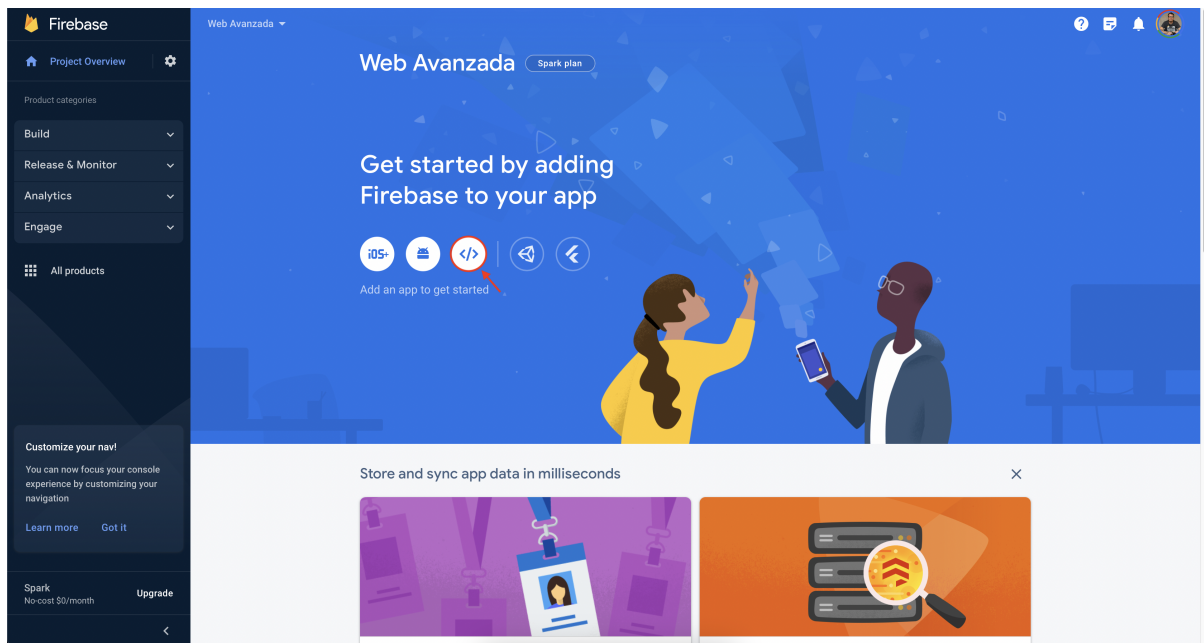 Firebase
Web Avanzada
Project Overview
Product categories
Build
Release & Monitor
Analytics
Engage
All products
Customize your nav!
You can now focus your console
experience by customizing your
navigation
Learn more Got it
Spark
No-cost $0/month
Upgrade
Web Avanzada Spark plan
Get started by adding
Firebase to your app
iOS+ </>
Add an app to get started
Store and sync app data in milliseconds